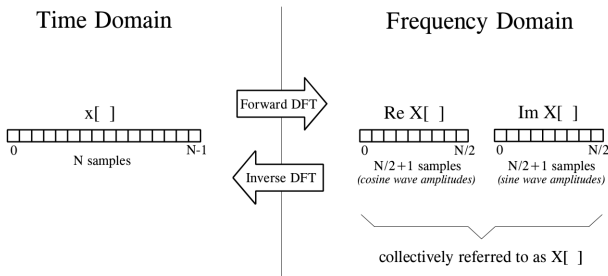 Time Domain
x[ ]
0
N-1
N samples
Forward DFT
Inverse DFT
Frequency Domain
Re X[ ]
0
N/2
N/2+1 samples
(cosine wave amplitudes)
Im X[ ]
0
N/2
N/2+1 samples
(sine wave amplitudes)
collectively referred to as X[ ]